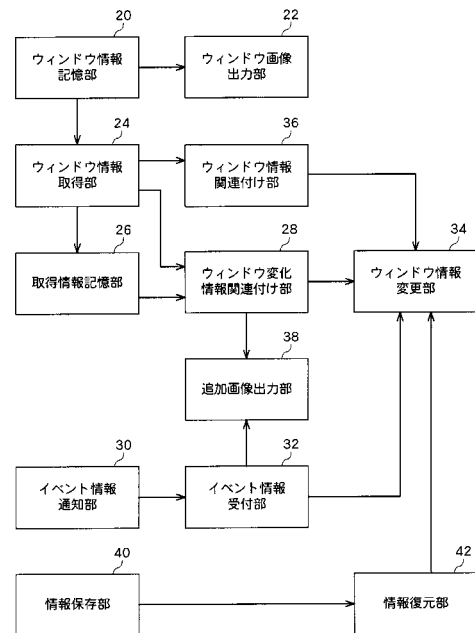 20
ウィンドウ情報
記憶部
22
ウィンドウ画像
出力部
24
ウィンドウ情報
取得部
36
ウィンドウ情報
関連付け部
26
取得情報記憶部
28
ウィンドウ変化
情報関連付け部
34
ウィンドウ情報
変更部
38
追加画像出力部
30
イベント情報
通知部
32
イベント情報
受付部
40
情報保存部
42
情報復元部